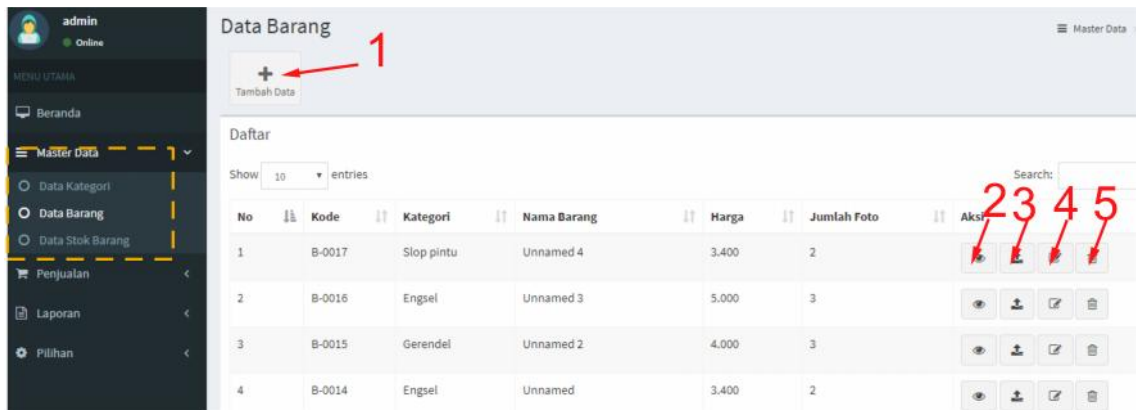 admin
Online
MENU UTAMA
Beranda
Master Data
Data Kategori
Data Barang
Data Stok Barang
Penjualan
Laporan
Pilihan
Data Barang
Master Data
1
Tambah Data
Daftar
Show 10 entries
Search:
2 3 4 5
No Kode Kategori Nama Barang Harga Jumlah Foto Aksi
1 B-0017 Slop pintu Unnamed 4 3.400 2
2 B-0016 Engsel Unnamed 3 5.000 3
3 B-0015 Gerendel Unnamed 2 4.000 3
4 B-0014 Engsel Unnamed 3.400 2